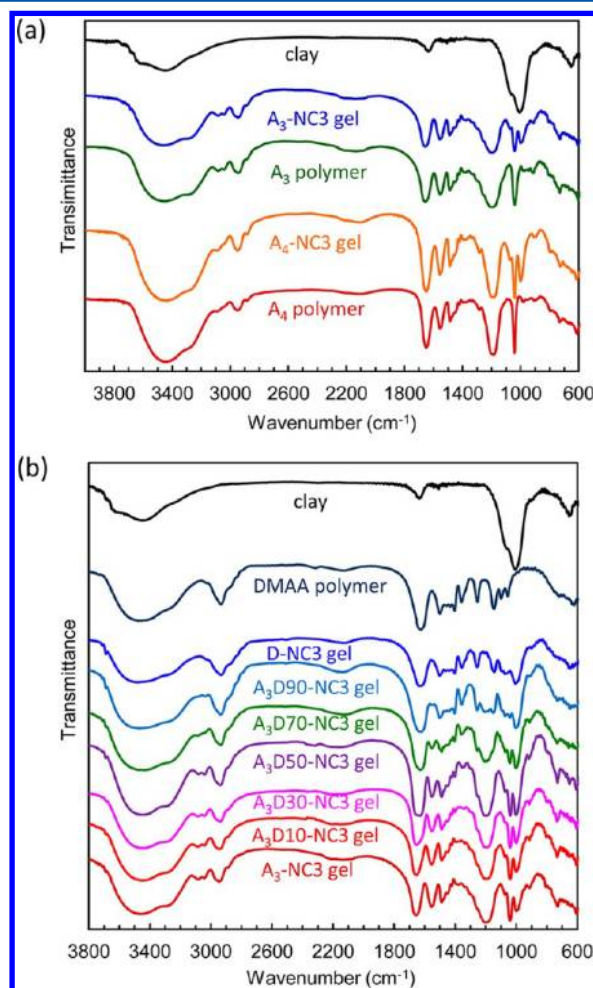 (a)
clay
A₃-NC3 gel
A₃ polymer
A₄-NC3 gel
A₄ polymer
Transimittance
3800 3400 3000 2600 2200 1800 1400 1000 600
Wavenumber (cm⁻¹)
(b)
clay
DMAA polymer
D-NC3 gel
A₃D90-NC3 gel
A₃D70-NC3 gel
A₃D50-NC3 gel
A₃D30-NC3 gel
A₃D10-NC3 gel
A₃-NC3 gel
Transmittance
3800 3400 3000 2600 2200 1800 1400 1000 600
Wavenumber (cm⁻¹)